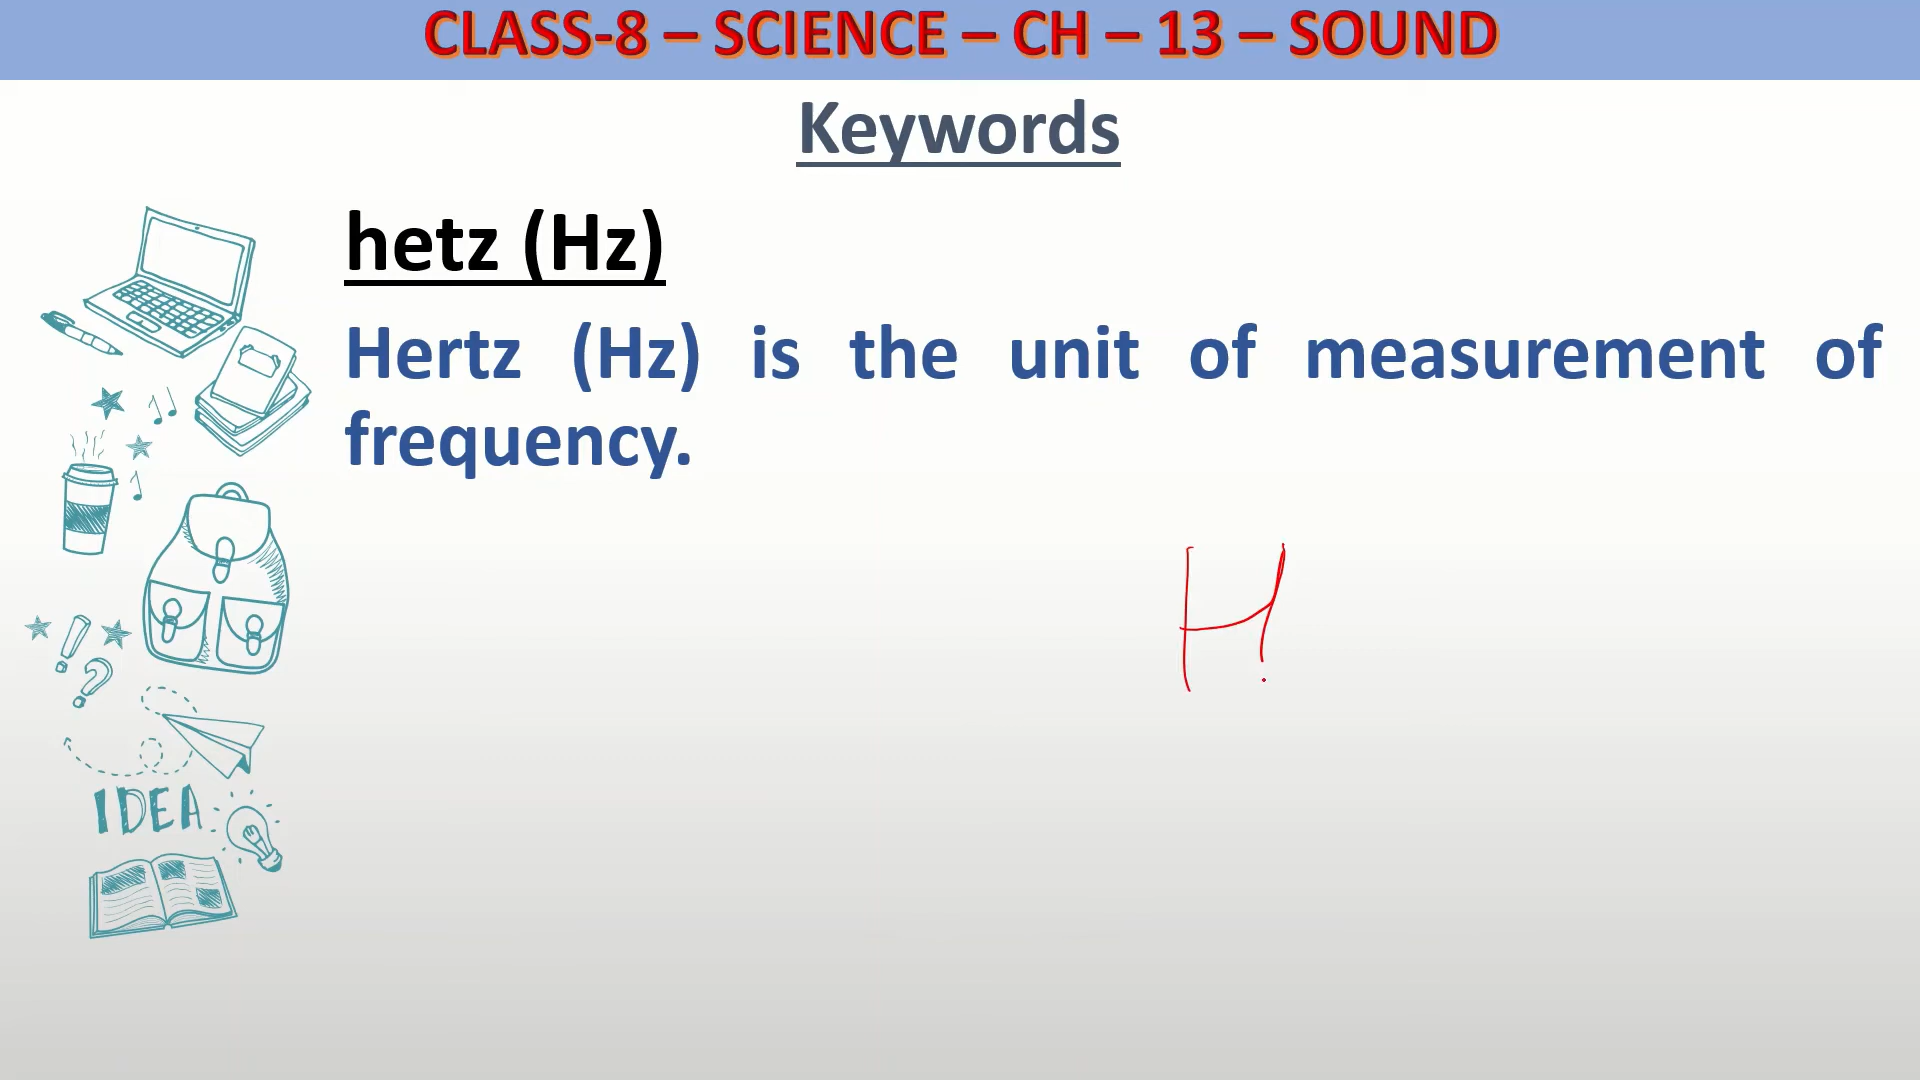 CLASS-8 – SCIENCE – CH – 13 – SOUND
Keywords
hetz (Hz)
Hertz (Hz) is the unit of measurement of
frequency.
H
IDEA